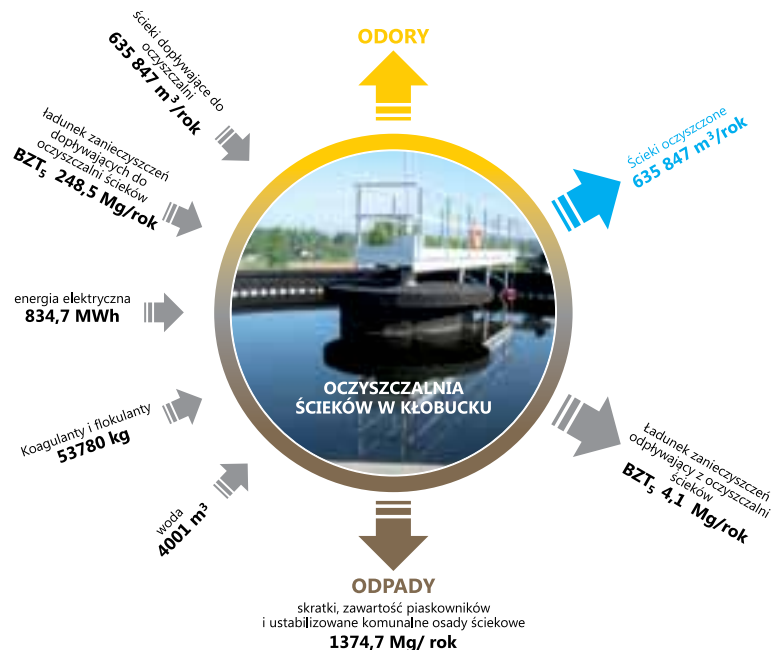 ODORY
ścieki dopływające do
oczyszczalni
635 847 m³/rok
ładunek zanieczyszczeń
dopływających do
oczyszczalni ścieków
BZT₅ 248,5 Mg/rok
energia elektryczna
834,7 MWh
Koagulanty i flokulanty
53780 kg
woda
4001 m³
OCZYSZCZALNIA
ŚCIEKÓW W KŁOBUCKU
Ścieki oczyszczone
635 847 m³/rok
Ładunek zanieczyszczeń
odpływający z oczyszczalni
ścieków
BZT₅ 4,1 Mg/rok
ODPADY
skratki, zawartość piaskowników
i ustabilizowane komunalne osady ściekowe
1374,7 Mg/ rok